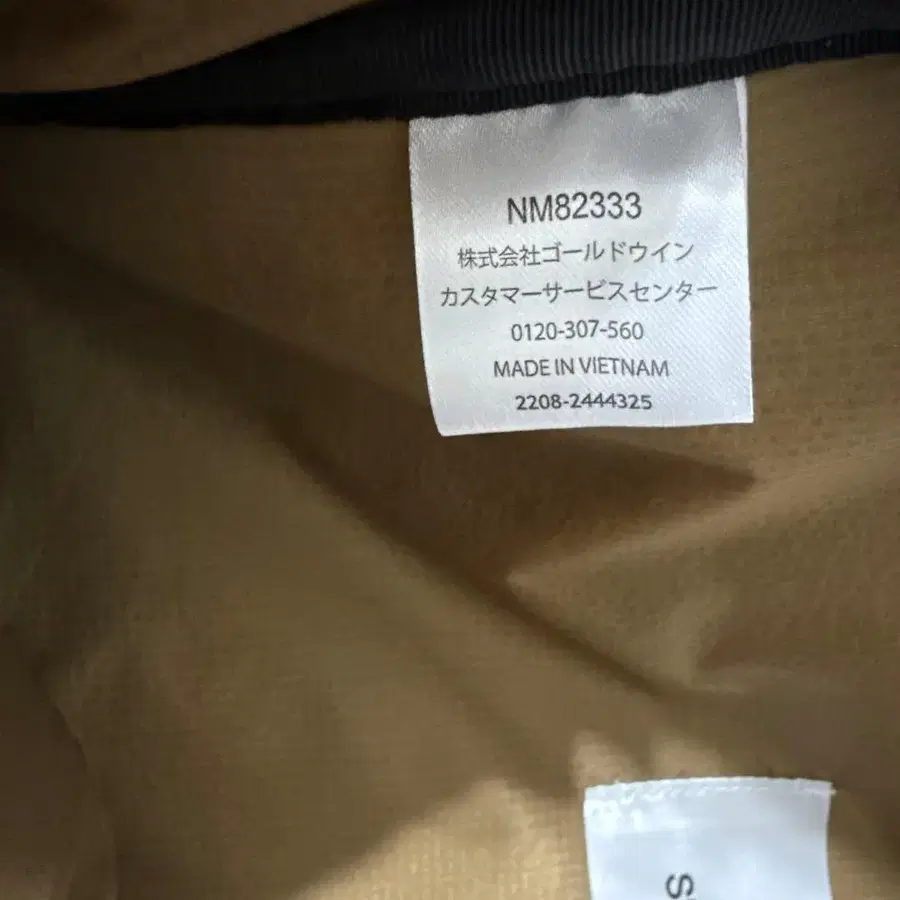 NM82333
株式会社ゴールドウイン
カスタマーサービスセンター
0120-307-560
MADE IN VIETNAM
2208-2444325